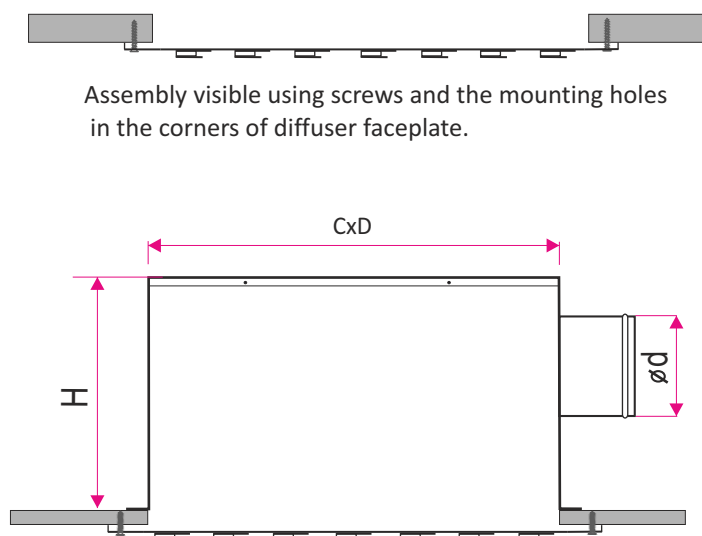 Assembly visible using screws and the mounting holes
in the corners of diffuser faceplate.
CxD
H
ød